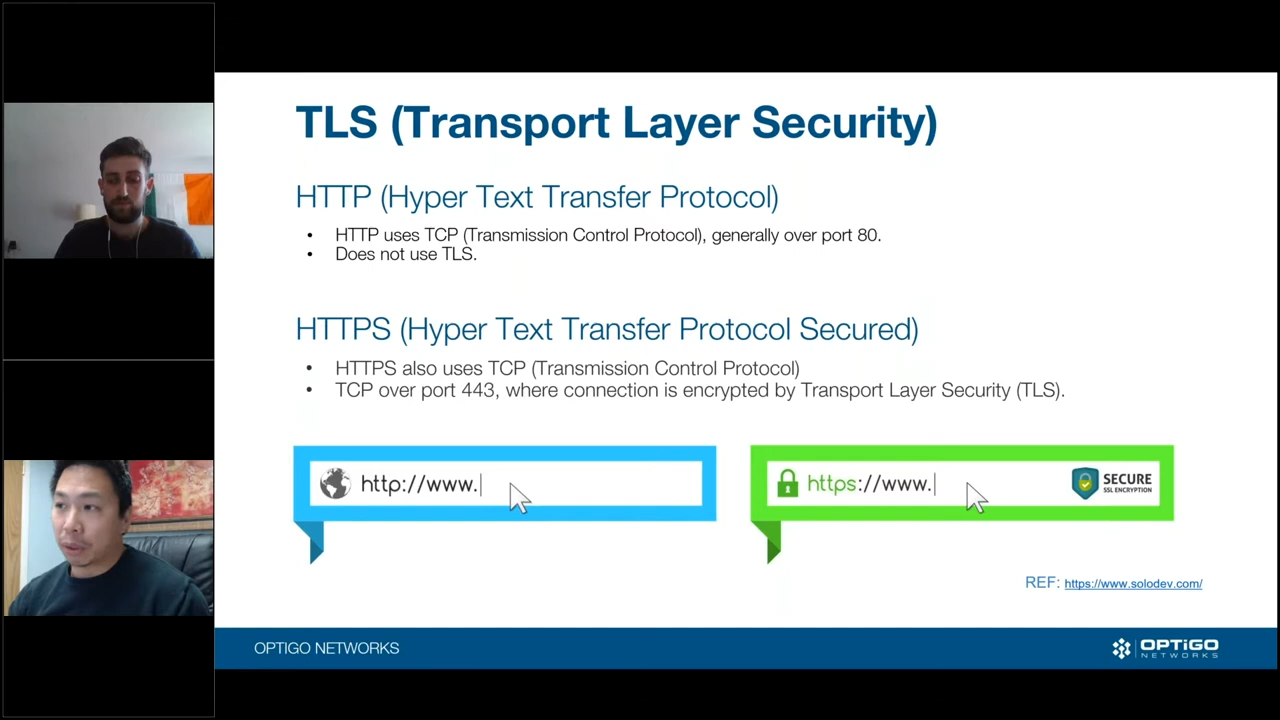 TLS (Transport Layer Security)
HTTP (Hyper Text Transfer Protocol)
• HTTP uses TCP (Transmission Control Protocol), generally over port 80.
• Does not use TLS.
HTTPS (Hyper Text Transfer Protocol Secured)
• HTTPS also uses TCP (Transmission Control Protocol)
• TCP over port 443, where connection is encrypted by Transport Layer Security (TLS).
http://www.
https://www.
SECURE
SSL ENCRYPTION
REF: https://www.solodev.com/
OPTIGO NETWORKS
OPTIGO
NETWORKS